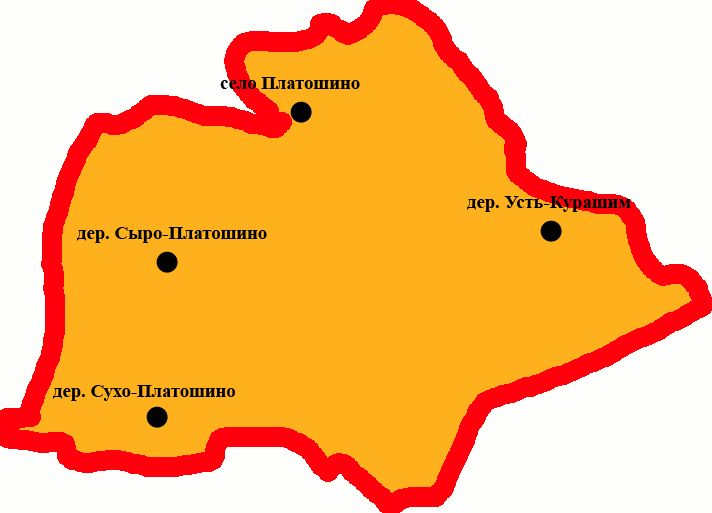 село Платошино
дер. Усть-Курашим
дер. Сыро-Платошино
дер. Сухо-Платошино